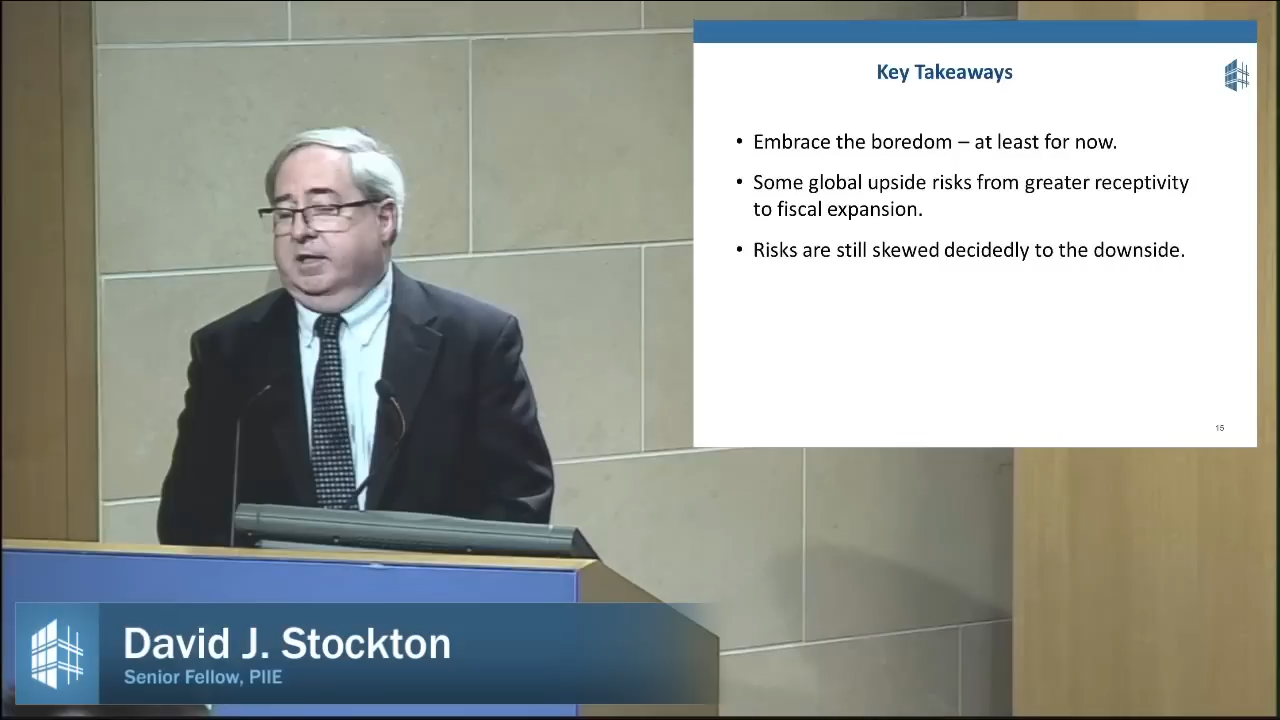 Key Takeaways
• Embrace the boredom – at least for now.
• Some global upside risks from greater receptivity
to fiscal expansion.
• Risks are still skewed decidedly to the downside.
15
David J. Stockton
Senior Fellow, PIIE